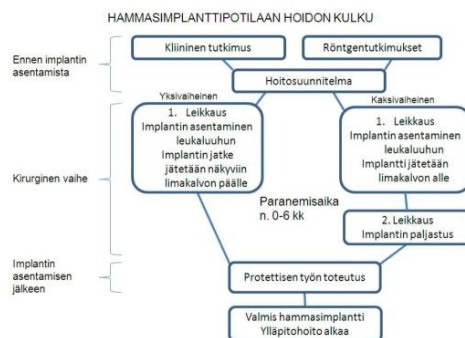 HAMMASIMPLANTTIPOTILAAN HOIDON KULKU
Ennen implantin
asentamista
Kliininen tutkimus
Röntgentutkimukset
Hoitosuunnitelma
Kirurginen vaihe
Yksivaiheinen
1. Leikkaus
Implantin asentaminen
leukaluuhun
Implantin jatke
jätetään näkyviin
limakalvon päälle
Kaksivaiheinen
1. Leikkaus
Implantin asentaminen
leukaluuhun
Implantti jätetään
limakalvon alle
Paranemisaika
n. 0-6 kk
2. Leikkaus
Implantin paljastus
Implantin
asentamisen
jälkeen
Protettisen työn toteutus
Valmis hammasimplantti
Ylläpitohoito alkaa